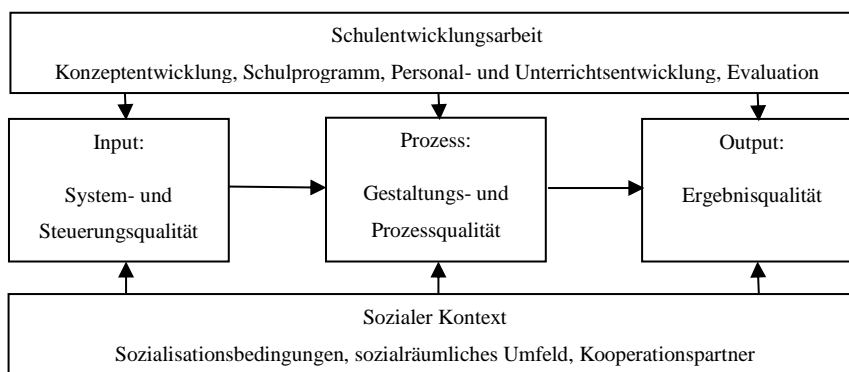 Schulentwicklungsarbeit
Konzeptentwicklung, Schulprogramm, Personal- und Unterrichtsentwicklung, Evaluation
Input:
System- und
Steuerungsqualität
Prozess:
Gestaltungs- und
Prozessqualität
Output:
Ergebnisqualität
Sozialer Kontext
Sozialisationsbedingungen, sozialräumliches Umfeld, Kooperationspartner